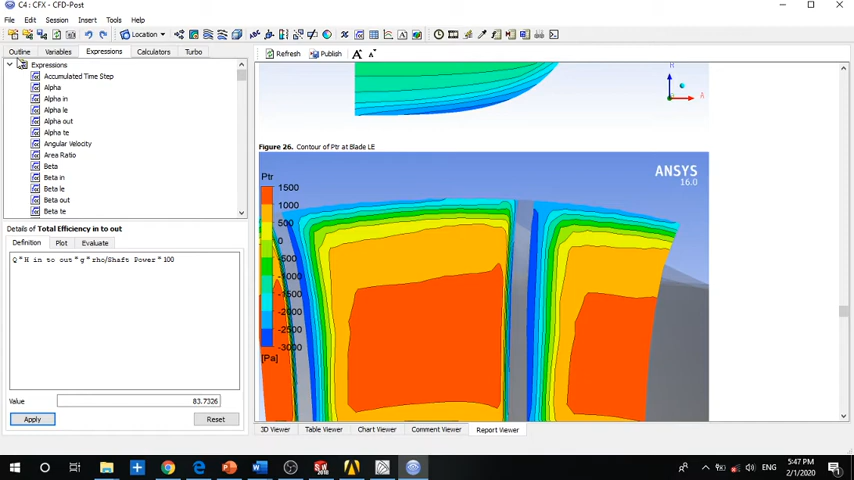 C4 : CFX - CFD-Post
File Edit Session Insert Tools Help
Location
Outline Variables Expressions Calculators Turbo
Refresh Publish
Expressions
Accumulated Time Step
Alpha
Alpha in
Alpha le
Alpha out
Alpha te
Angular Velocity
Area Ratio
Beta
Beta in
Beta le
Beta out
Beta te
Details of Total Efficiency in to out
Definition Plot Evaluate
Q*H in to out*g*rho/Shaft Power*100
Value 83.7326
Apply Reset
R
A
Figure 26. Contour of Ptr at Blade LE
ANSYS
16.0
Ptr
1500
1000
500
0
-500
-1000
-1500
-2000
-2500
-3000
[Pa]
3D Viewer Table Viewer Chart Viewer Comment Viewer Report Viewer
ENG
5:47 PM
2/1/2020